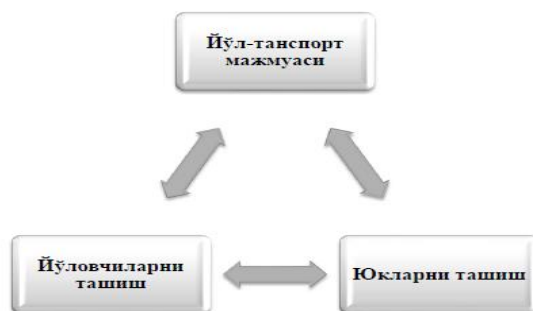 Йўл-танспорт
мажмуаси
Йўловчиларни
ташиш
Юкларни ташиш